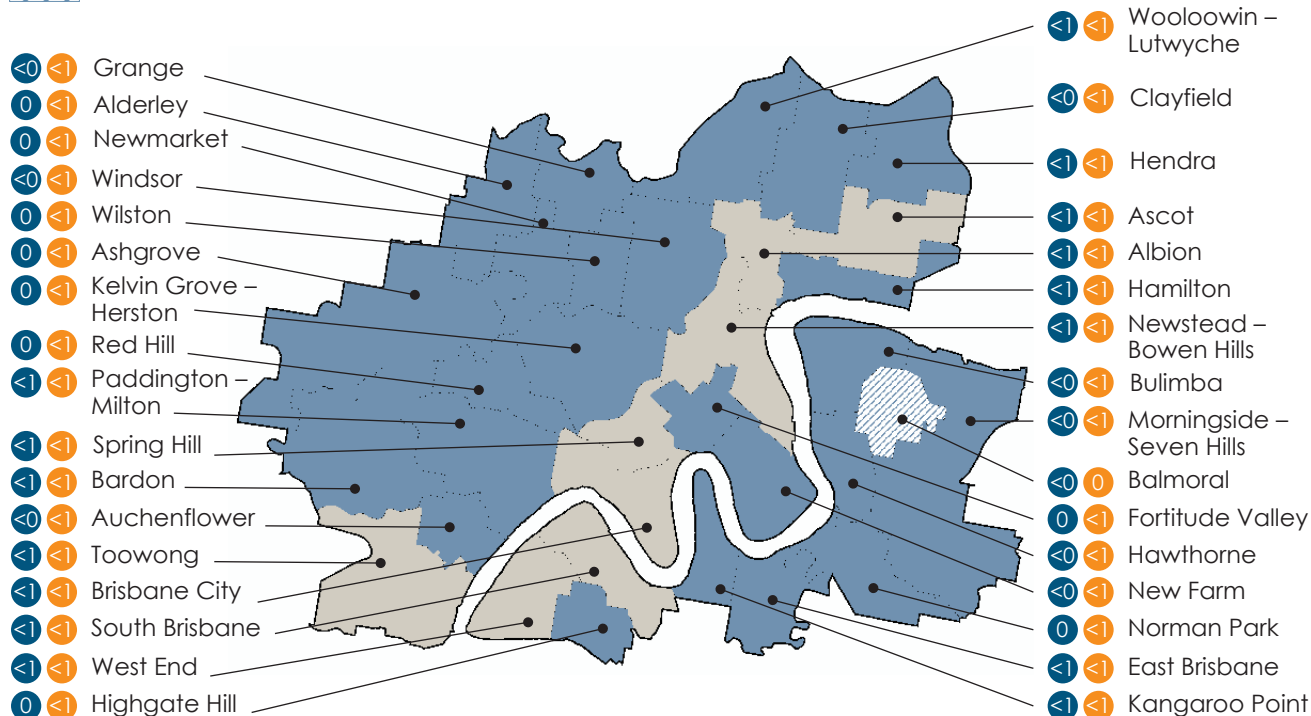 <0 <1 Grange
0 <1 Alderley
0 <1 Newmarket
<0 <1 Windsor
0 <1 Wilston
0 <1 Ashgrove
0 <1 Kelvin Grove –
Herston
0 <1 Red Hill
<1 <1 Paddington –
Milton
<1 <1 Spring Hill
<1 <1 Bardon
<0 <1 Auchenflower
<1 <1 Toowong
<1 <1 Brisbane City
<1 <1 South Brisbane
<1 <1 West End
0 <1 Highgate Hill
<1 <1 Wooloowin –
Lutwyche
<0 <1 Clayfield
<1 <1 Hendra
<1 <1 Ascot
<1 <1 Albion
<1 <1 Hamilton
<1 <1 Newstead –
Bowen Hills
<0 <1 Bulimba
<0 <1 Morningside –
Seven Hills
<0 0 Balmoral
0 <1 Fortitude Valley
<0 <1 Hawthorne
<0 <1 New Farm
0 <1 Norman Park
<1 <1 East Brisbane
<1 <1 Kangaroo Point